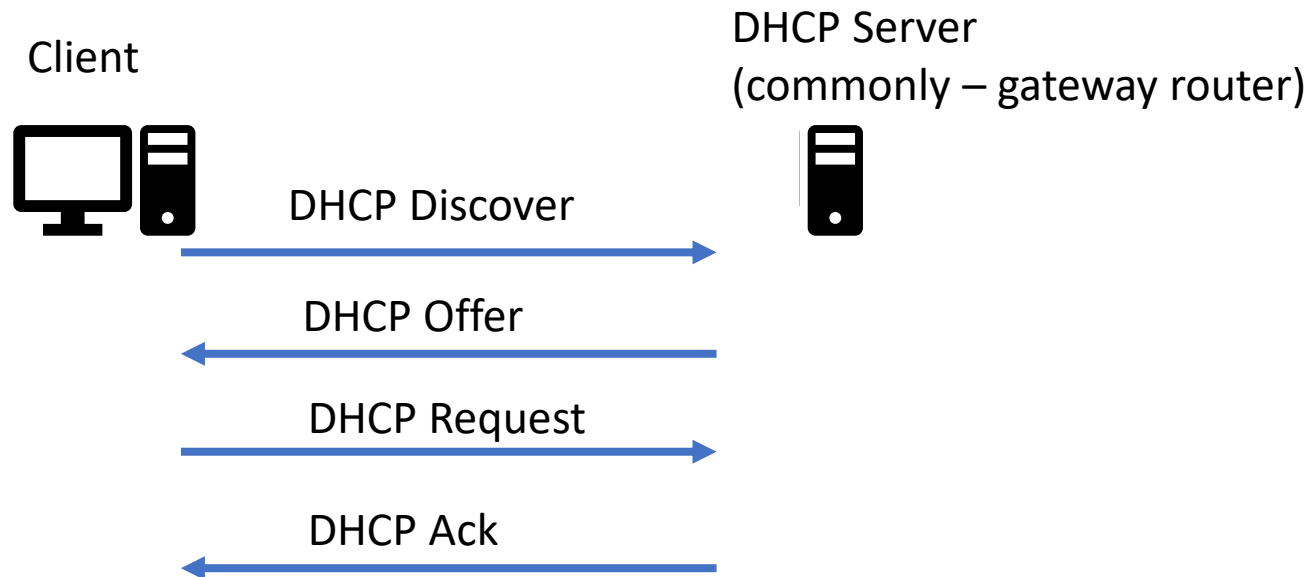 Client
DHCP Server
(commonly – gateway router)
DHCP Discover
DHCP Offer
DHCP Request
DHCP Ack